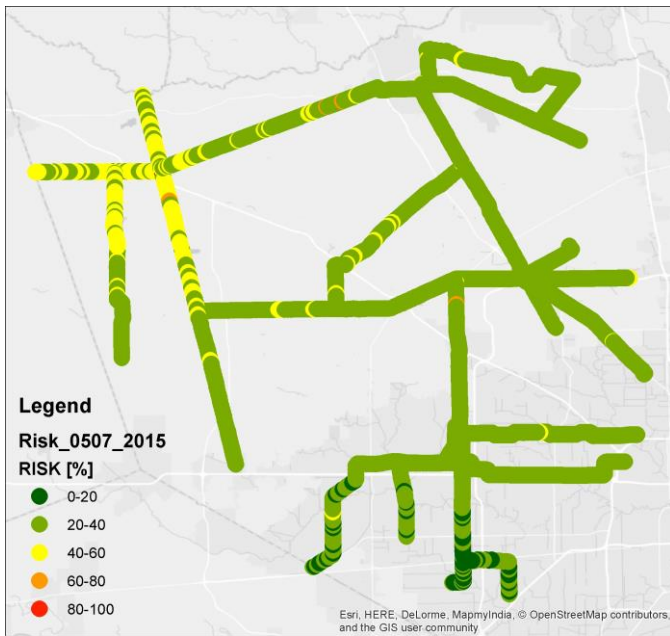 Legend
Risk_0507_2015
RISK [%]
0-20
20-40
40-60
60-80
80-100
Esri, HERE, DeLorme, MapmyIndia, © OpenStreetMap contributors,
and the GIS user community